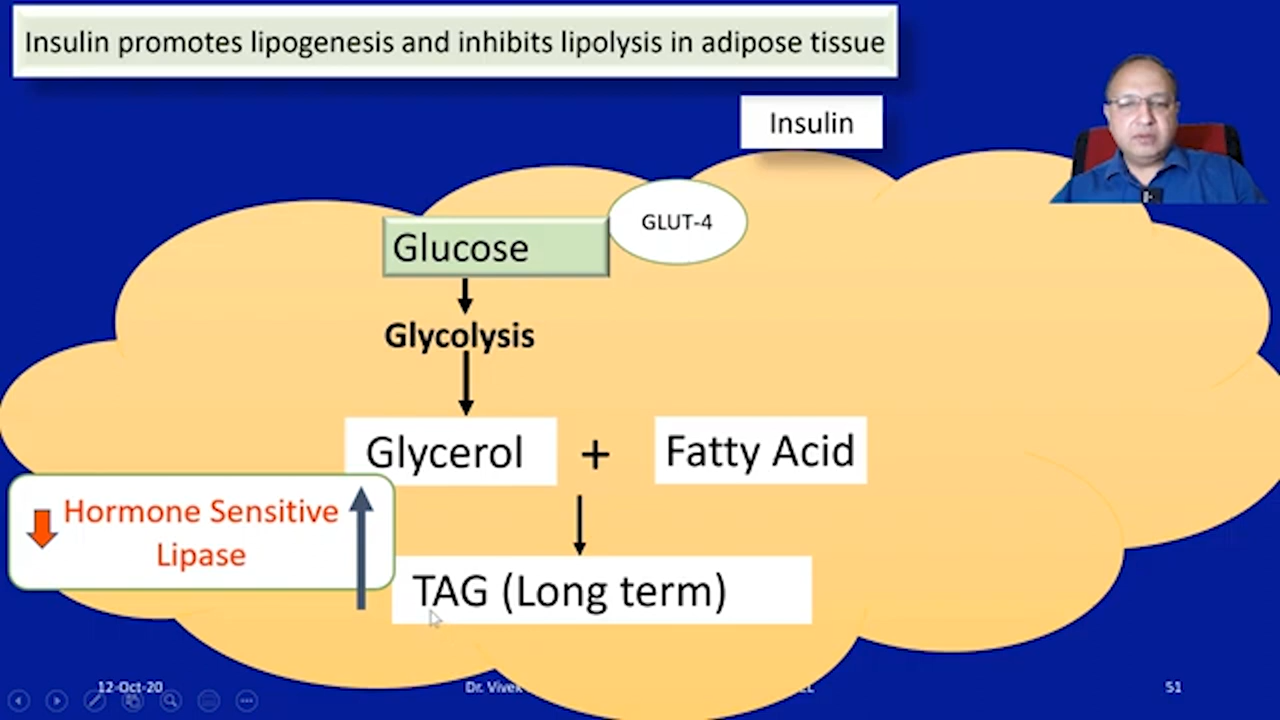 Insulin promotes lipogenesis and inhibits lipolysis in adipose tissue
Insulin
GLUT-4
Glucose
Glycolysis
Glycerol + Fatty Acid
Hormone Sensitive
Lipase
TAG (Long term)
12-Oct-20
Dr. Vivek
51